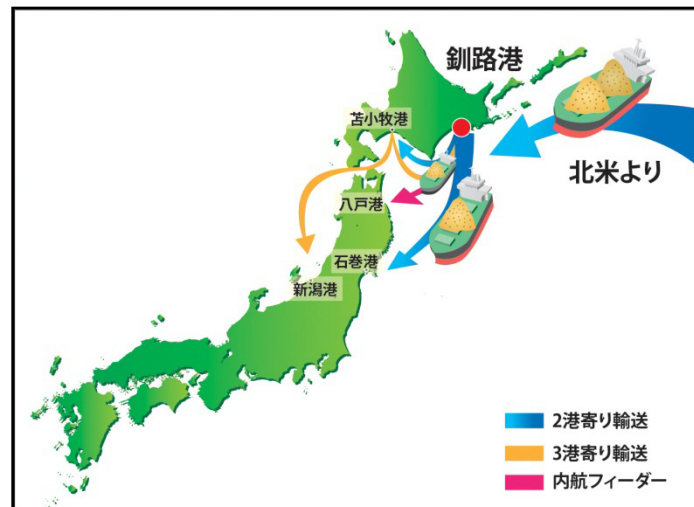 釧路港
苫小牧港
北米より
八戸港
石巻港
新潟港
2港寄り輸送
3港寄り輸送
内航フィーダー